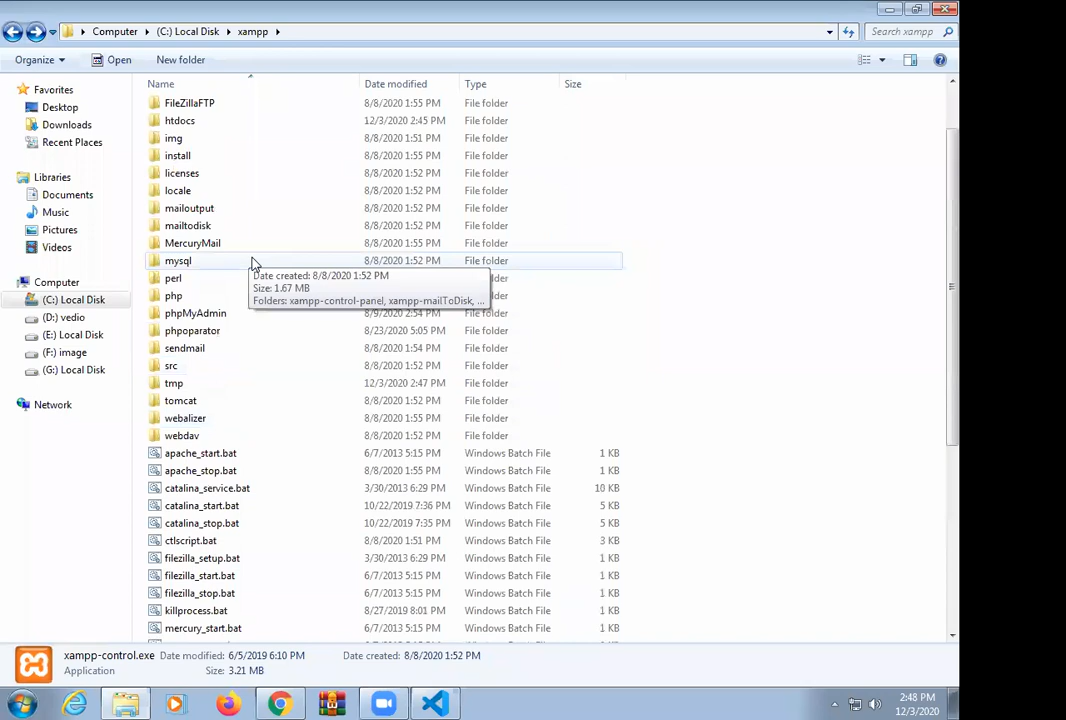 Computer ▸ (C:) Local Disk ▸ xampp ▸
Search xampp
Organize Open New folder
Name Date modified Type Size
Favorites
Desktop
Downloads
Recent Places
Libraries
Documents
Music
Pictures
Videos
Computer
(C:) Local Disk
(D:) vedio
(E:) Local Disk
(F:) image
(G:) Local Disk
Network
FileZillaFTP 8/8/2020 1:55 PM File folder
htdocs 12/3/2020 2:45 PM File folder
img 8/8/2020 1:51 PM File folder
install 8/8/2020 1:55 PM File folder
licenses 8/8/2020 1:52 PM File folder
locale 8/8/2020 1:52 PM File folder
mailoutput 8/8/2020 1:52 PM File folder
mailtodisk 8/8/2020 1:52 PM File folder
MercuryMail 8/8/2020 1:55 PM File folder
mysql 8/8/2020 1:52 PM File folder
perl
php
Date created: 8/8/2020 1:52 PM
Size: 1.67 MB
Folders: xampp-control-panel, xampp-mailToDisk, ...
phpMyAdmin 8/9/2020 2:54 PM File folder
phpoparator 8/23/2020 5:05 PM File folder
sendmail 8/8/2020 1:54 PM File folder
src 8/8/2020 1:52 PM File folder
tmp 12/3/2020 2:47 PM File folder
tomcat 8/8/2020 1:52 PM File folder
webalizer 8/8/2020 1:55 PM File folder
webdav 8/8/2020 1:52 PM File folder
apache_start.bat 6/7/2013 5:15 PM Windows Batch File 1 KB
apache_stop.bat 8/8/2020 1:55 PM Windows Batch File 1 KB
catalina_service.bat 3/30/2013 6:29 PM Windows Batch File 10 KB
catalina_start.bat 10/22/2019 7:36 PM Windows Batch File 5 KB
catalina_stop.bat 10/22/2019 7:35 PM Windows Batch File 5 KB
ctlscript.bat 8/8/2020 1:51 PM Windows Batch File 3 KB
filezilla_setup.bat 3/30/2013 6:29 PM Windows Batch File 1 KB
filezilla_start.bat 6/7/2013 5:15 PM Windows Batch File 1 KB
filezilla_stop.bat 6/7/2013 5:15 PM Windows Batch File 1 KB
killprocess.bat 8/27/2019 8:01 PM Windows Batch File 1 KB
mercury_start.bat 6/7/2013 5:15 PM Windows Batch File 1 KB
xampp-control.exe Date modified: 6/5/2019 6:10 PM Date created: 8/8/2020 1:52 PM
Application Size: 3.21 MB
2:48 PM
12/3/2020